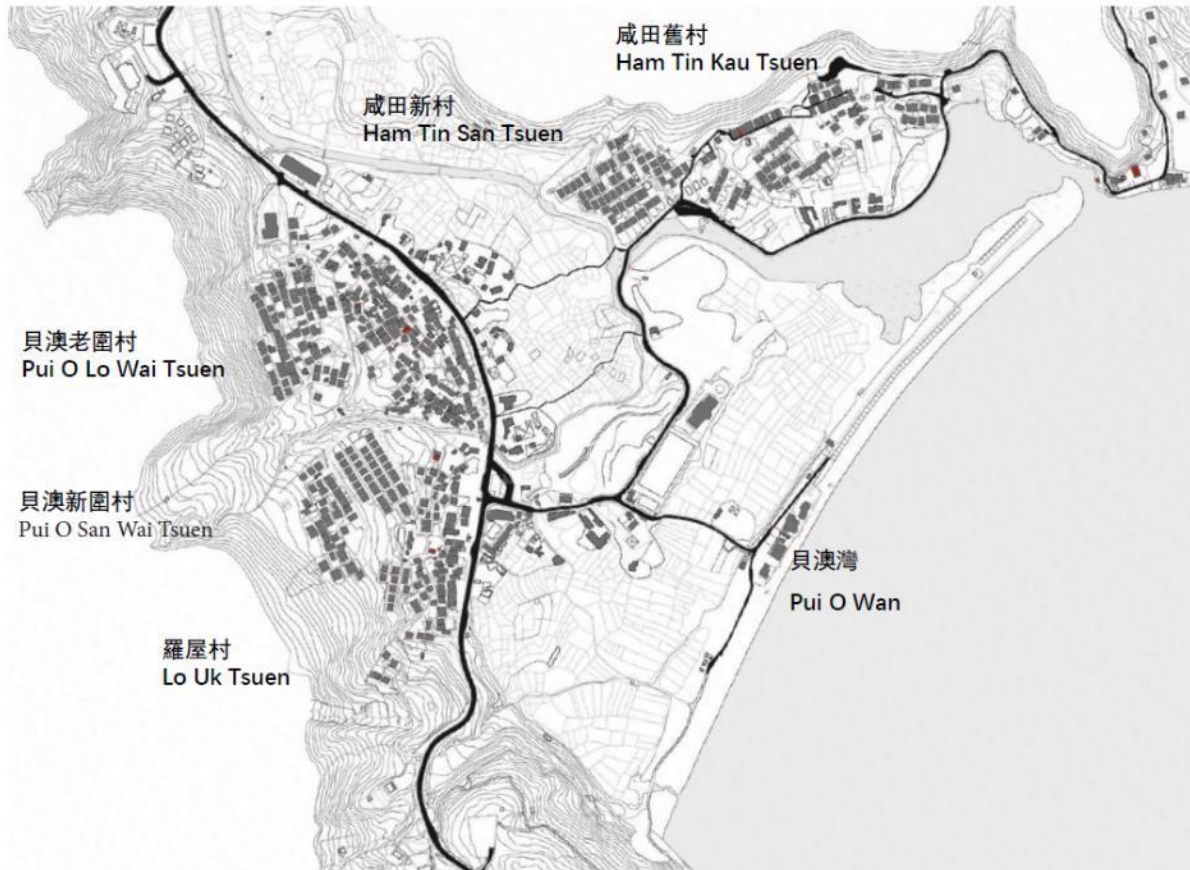 咸田舊村
Ham Tin Kau Tsuen
咸田新村
Ham Tin San Tsuen
貝澳老圍村
Pui O Lo Wai Tsuen
貝澳新圍村
Pui O San Wai Tsuen
貝澳灣
Pui O Wan
羅屋村
Lo Uk Tsuen